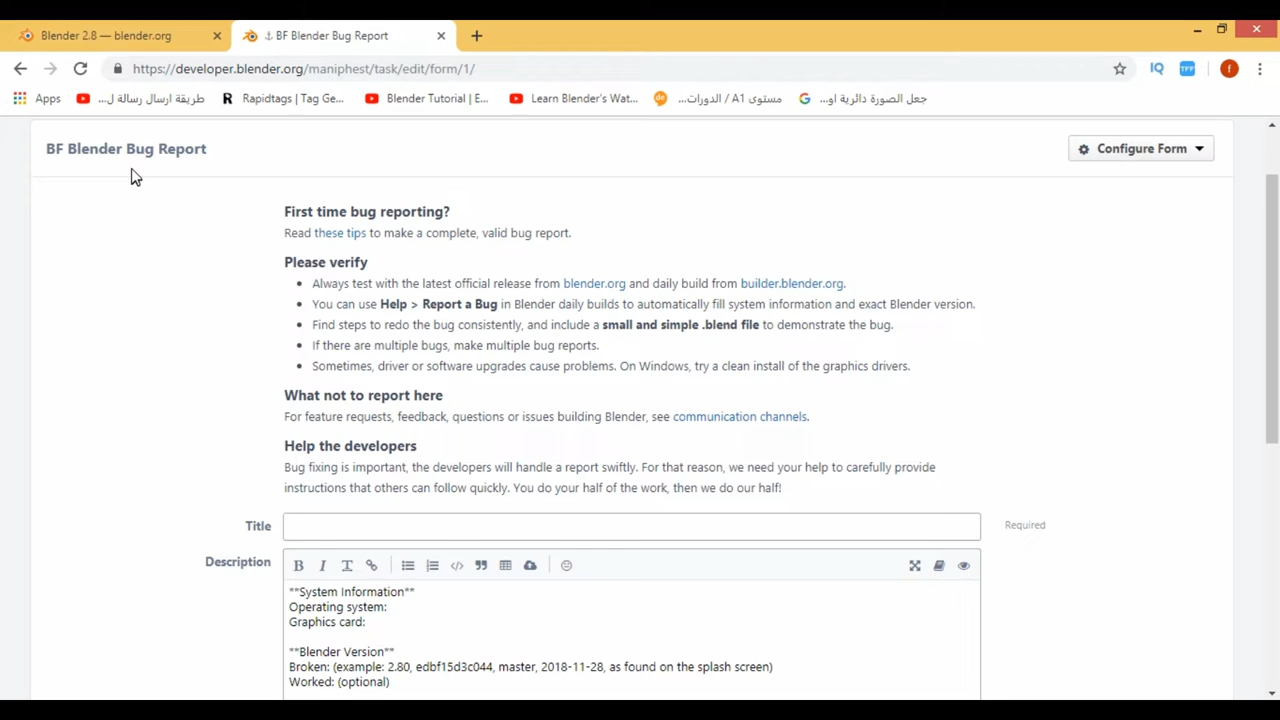 Blender 2.8 — blender.org
BF Blender Bug Report
https://developer.blender.org/maniphest/task/edit/form/1/
IQ
TFF
f
Apps
طريقة ارسال رسالة ل...
R
Rapidtags | Tag Ge...
Blender Tutorial | E...
Learn Blender's Wat...
de
مستوى A1 / الدورات...
جعل الصورة دائرية او...
BF Blender Bug Report
Configure Form
First time bug reporting?
Read these tips to make a complete, valid bug report.
Please verify
Always test with the latest official release from blender.org and daily build from builder.blender.org.
You can use Help > Report a Bug in Blender daily builds to automatically fill system information and exact Blender version.
Find steps to redo the bug consistently, and include a small and simple .blend file to demonstrate the bug.
If there are multiple bugs, make multiple bug reports.
Sometimes, driver or software upgrades cause problems. On Windows, try a clean install of the graphics drivers.
What not to report here
For feature requests, feedback, questions or issues building Blender, see communication channels.
Help the developers
Bug fixing is important, the developers will handle a report swiftly. For that reason, we need your help to carefully provide
instructions that others can follow quickly. You do your half of the work, then we do our half!
Title
Required
Description
**System Information**
Operating system:
Graphics card:
**Blender Version**
Broken: (example: 2.80, edbf15d3c044, master, 2018-11-28, as found on the splash screen)
Worked: (optional)